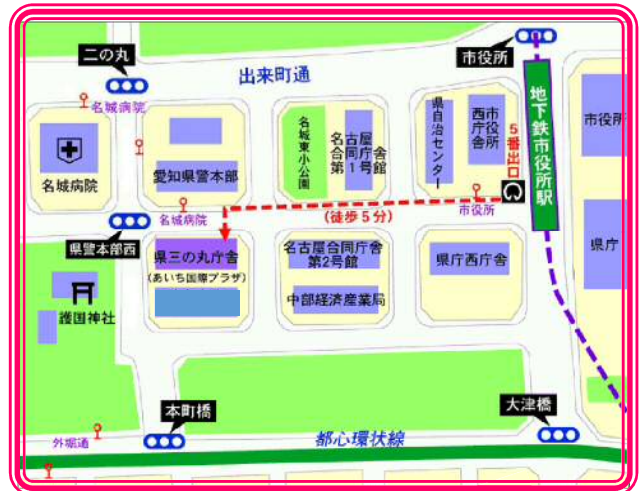 二の丸
市役所
出来町通
名城病院
名城病院
愛知県警本部
名城東小公園
名古屋
合同庁舎
第1号館
県自治センター
市役所
西庁舎
5番出口
地下鉄市役所駅
市役所
県庁
名城病院
(徒歩5分)
市役所
県警本部西
県三の丸庁舎
(あいち国際プラザ)
名古屋合同庁舎
第2号館
県庁西庁舎
中部経済産業局
護国神社
本町橋
大津橋
外堀通
都心環状線